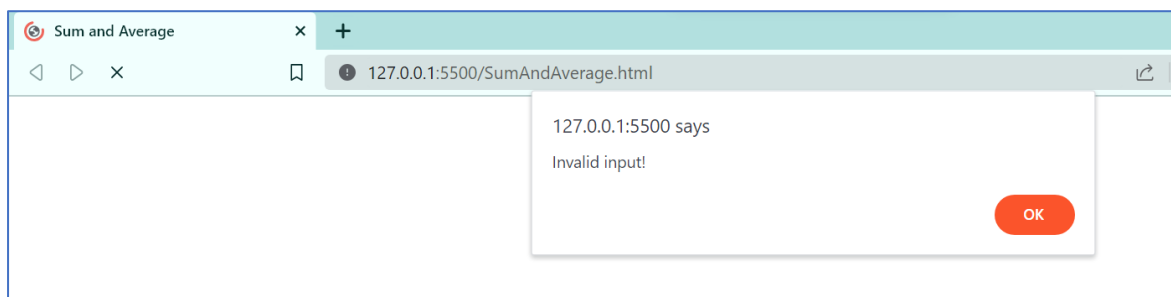 Sum and Average
127.0.0.1:5500/SumAndAverage.html
127.0.0.1:5500 says
Invalid input!
OK